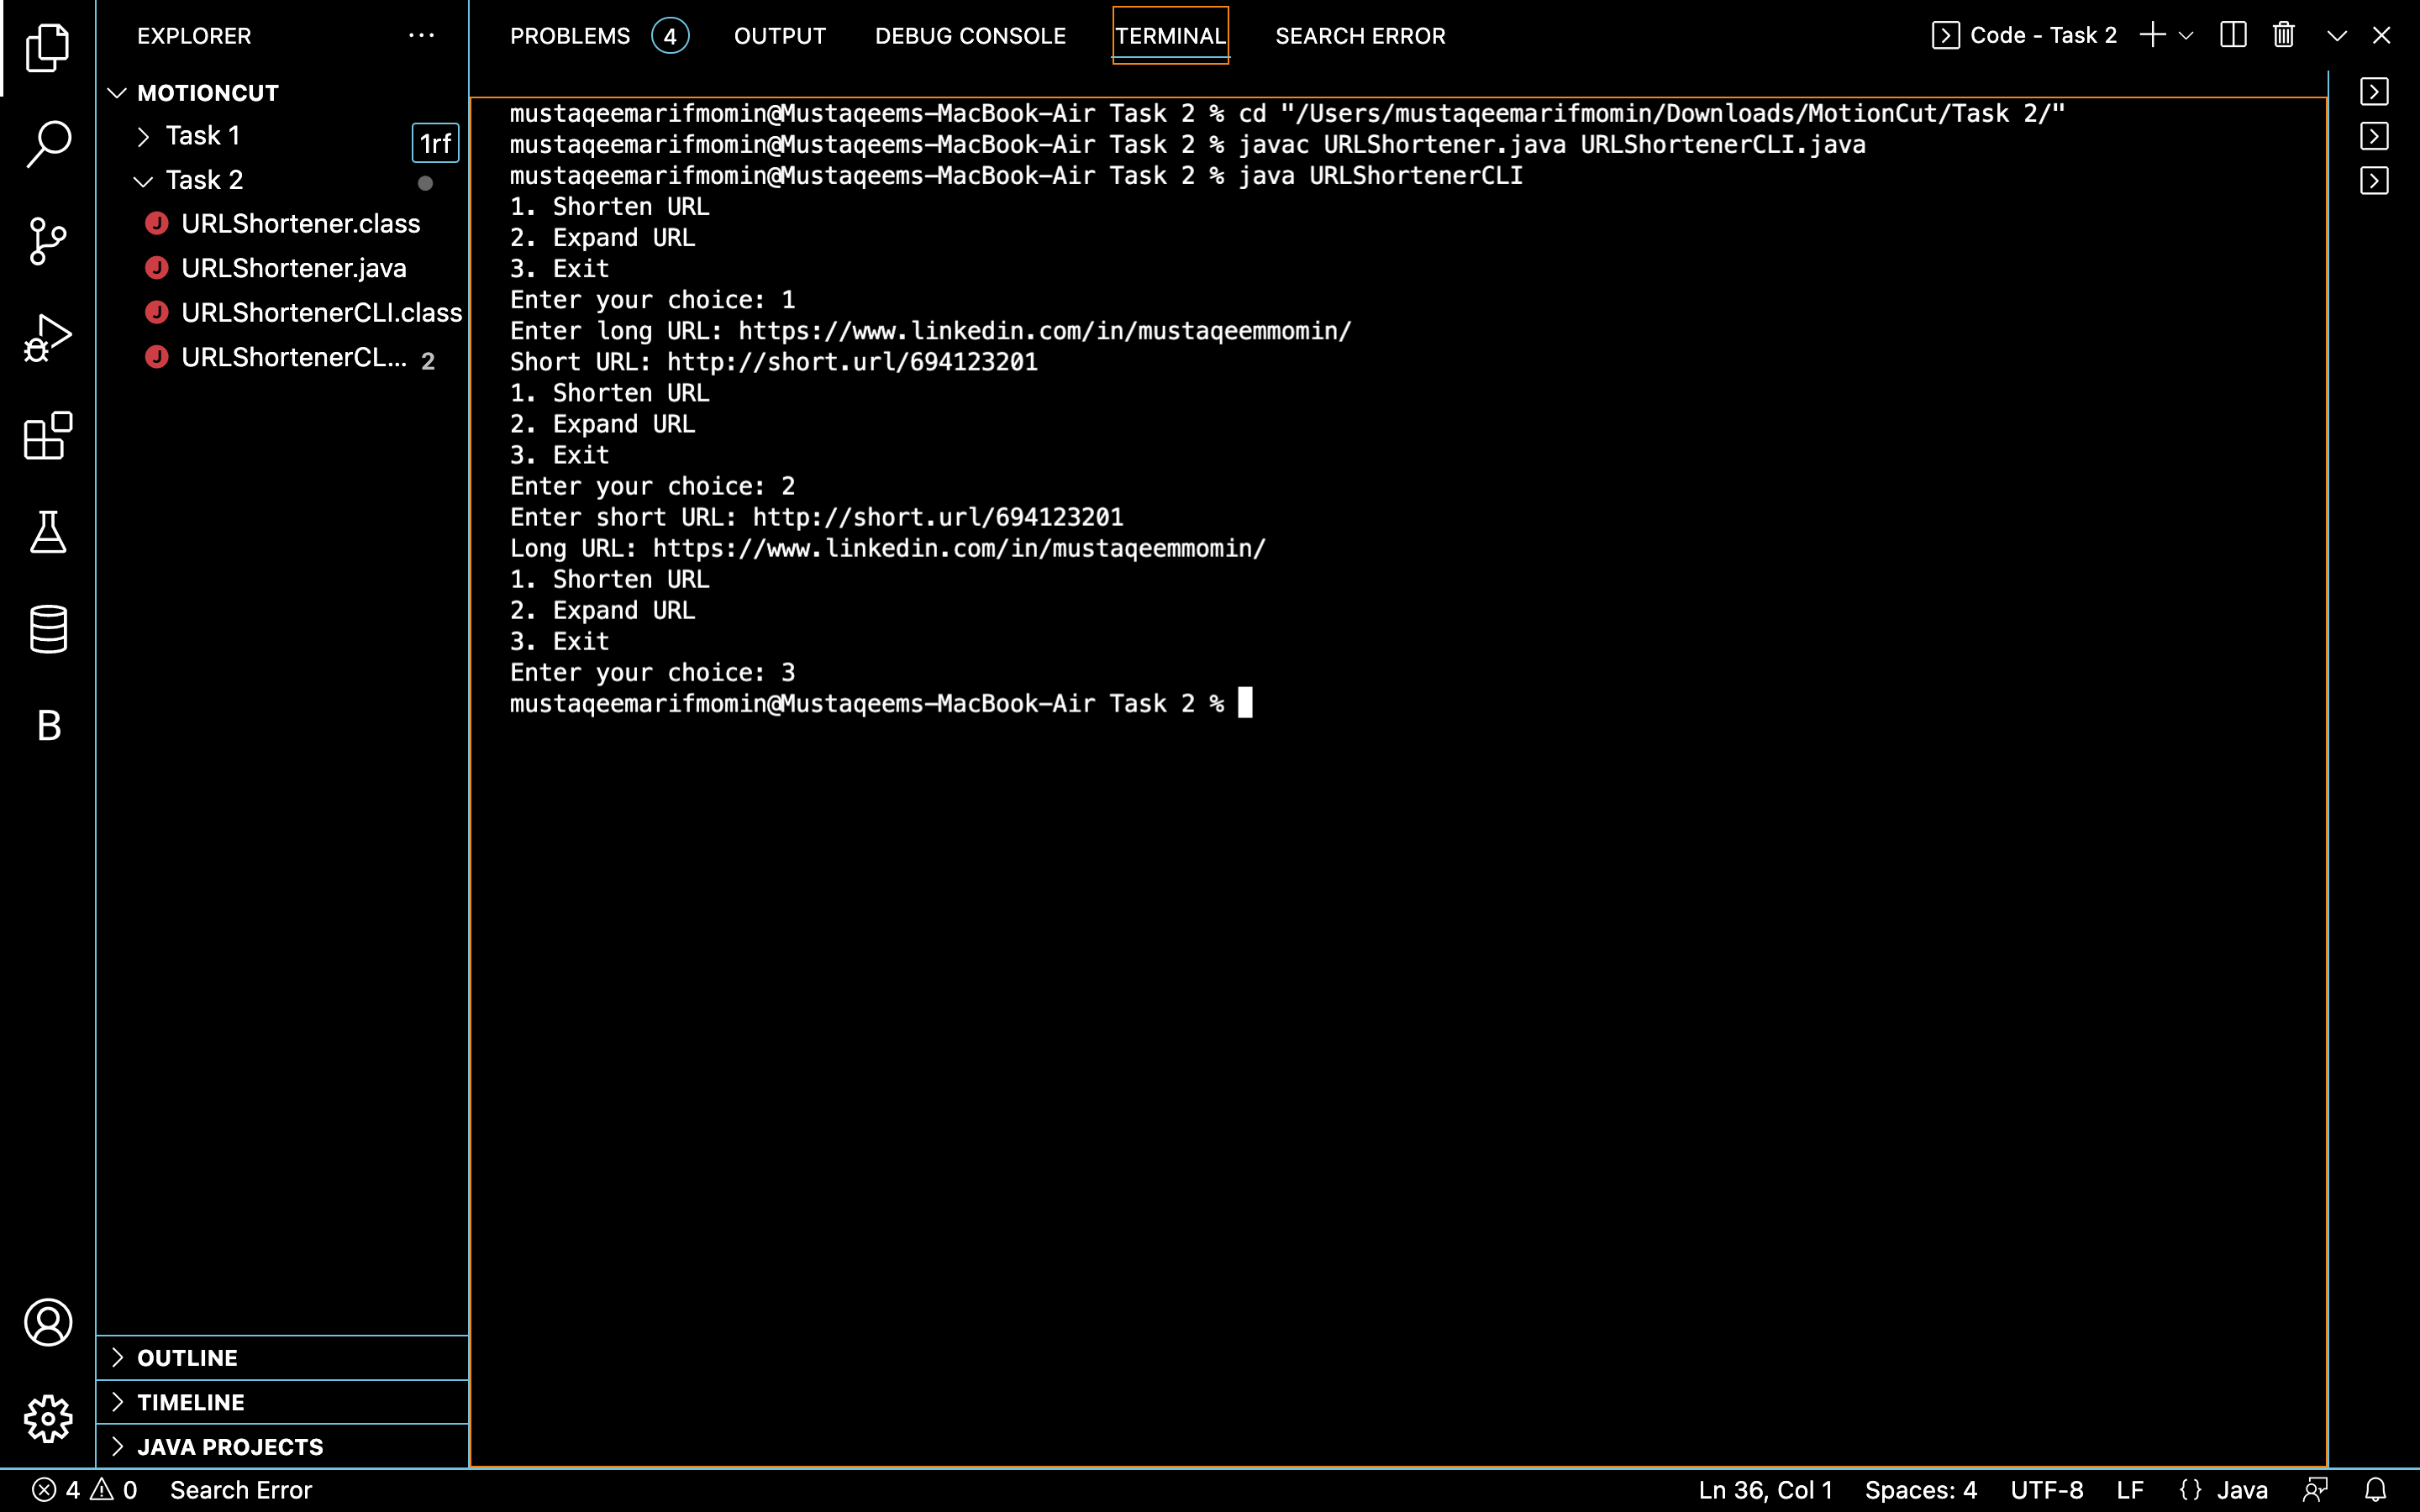 EXPLORER
MOTIONCUT
Task 1
1rf
Task 2
URLShortener.class
URLShortener.java
URLShortenerCLI.class
URLShortenerCL... 2
B
OUTLINE
TIMELINE
JAVA PROJECTS
PROBLEMS 4 OUTPUT DEBUG CONSOLE TERMINAL SEARCH ERROR Code - Task 2
mustaqeemarifmomin@Mustaqeems-MacBook-Air Task 2 % cd "/Users/mustaqeemarifmomin/Downloads/MotionCut/Task 2/"
mustaqeemarifmomin@Mustaqeems-MacBook-Air Task 2 % javac URLShortener.java URLShortenerCLI.java
mustaqeemarifmomin@Mustaqeems-MacBook-Air Task 2 % java URLShortenerCLI
1. Shorten URL
2. Expand URL
3. Exit
Enter your choice: 1
Enter long URL: https://www.linkedin.com/in/mustaqeemmomin/
Short URL: http://short.url/694123201
1. Shorten URL
2. Expand URL
3. Exit
Enter your choice: 2
Enter short URL: http://short.url/694123201
Long URL: https://www.linkedin.com/in/mustaqeemmomin/
1. Shorten URL
2. Expand URL
3. Exit
Enter your choice: 3
mustaqeemarifmomin@Mustaqeems-MacBook-Air Task 2 %
4 0 Search Error Ln 36, Col 1 Spaces: 4 UTF-8 LF {} Java